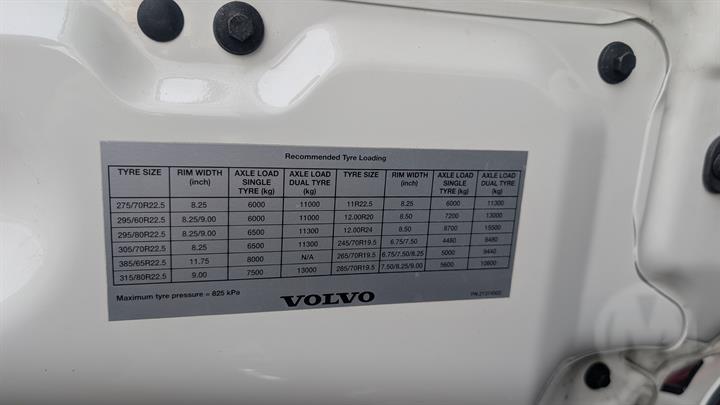 Recommended Tyre Loading
TYRE SIZE RIM WIDTH (inch) AXLE LOAD SINGLE TYRE (kg) AXLE LOAD DUAL TYRE (kg) TYRE SIZE RIM WIDTH (inch) AXLE LOAD SINGLE TYRE (kg) AXLE LOAD DUAL TYRE (kg)
275/70R22.5 8.25 6000 11000 11R22.5 8.25 6000 11300
295/60R22.5 8.25/9.00 6000 11000 12.00R20 8.50 7200 13000
295/80R22.5 8.25/9.00 6500 11300 12.00R24 8.50 8700 15500
305/70R22.5 8.25 6500 11300 245/70R19.5 6.75/7.50 4480 8480
385/65R22.5 11.75 8000 N/A 265/70R19.5 6.75/7.50/8.25 5000 9440
315/80R22.5 9.00 7500 13000 285/70R19.5 7.50/8.25/9.00 5600 10600
Maximum tyre pressure = 825 kPa
VOLVO
M